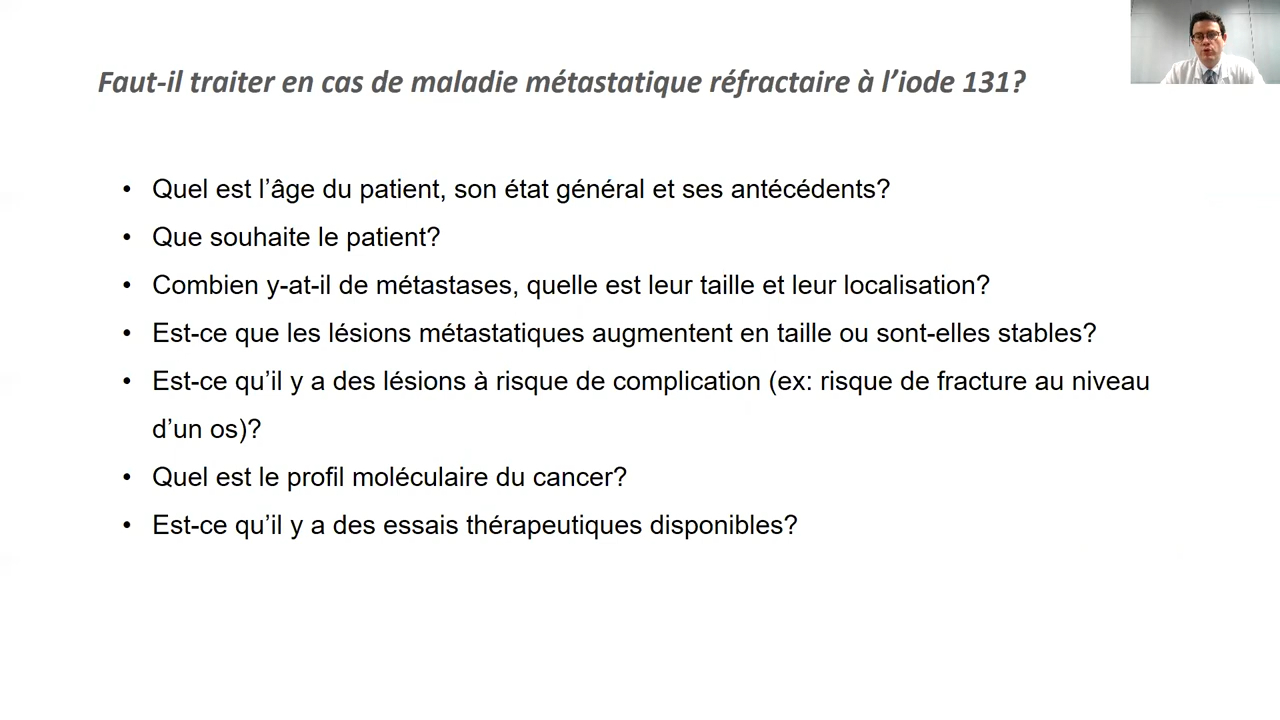 Faut-il traiter en cas de maladie métastatique réfractaire à l’iode 131?
• Quel est l’âge du patient, son état général et ses antécédents?
• Que souhaite le patient?
• Combien y-at-il de métastases, quelle est leur taille et leur localisation?
• Est-ce que les lésions métastatiques augmentent en taille ou sont-elles stables?
• Est-ce qu’il y a des lésions à risque de complication (ex: risque de fracture au niveau
d’un os)?
• Quel est le profil moléculaire du cancer?
• Est-ce qu’il y a des essais thérapeutiques disponibles?